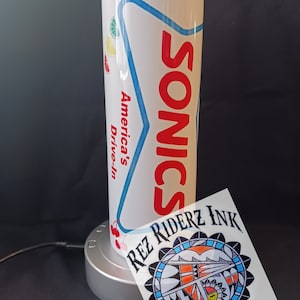 SONICS
America's
Drive-In
REZ RIDERZ INK